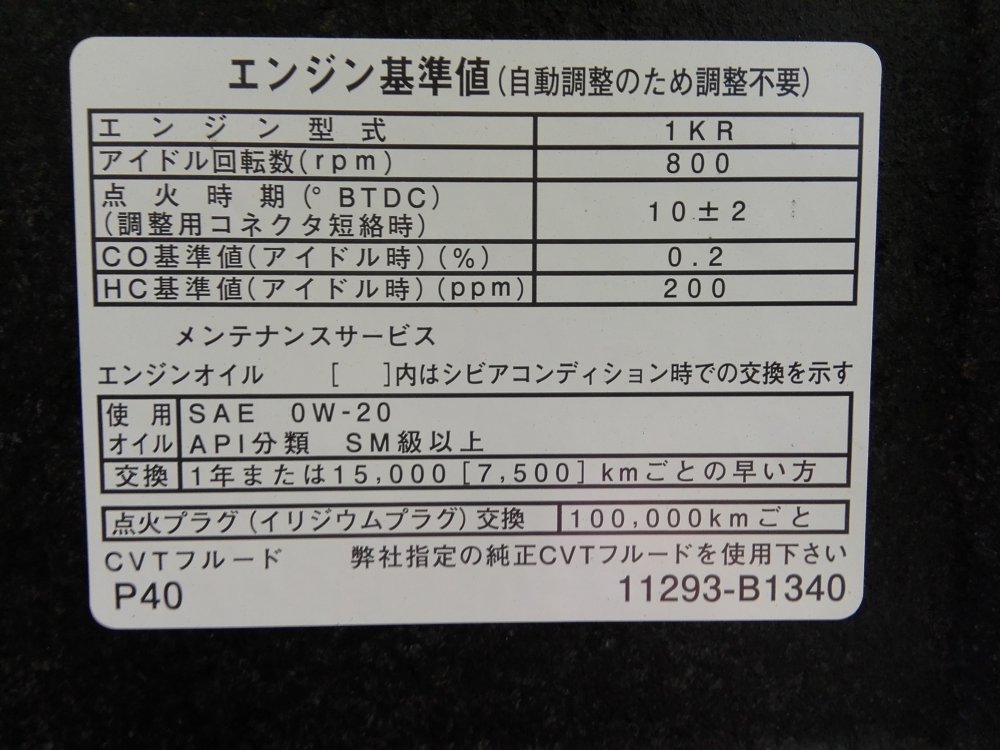 エンジン基準値(自動調整のため調整不要)
エンジン型式 1KR
アイドル回転数(rpm) 800
点火時期(° BTDC)
(調整用コネクタ短絡時) 10±2
CO基準値(アイドル時)(%) 0.2
HC基準値(アイドル時)(ppm) 200
メンテナンスサービス
エンジンオイル [ ]内はシビアコンディション時での交換を示す
使用 SAE 0W-20
オイル API分類 SM級以上
交換 1年または15,000[7,500]kmごとの早い方
点火プラグ(イリジウムプラグ)交換 100,000kmごと
CVTフルード 弊社指定の純正CVTフルードを使用下さい
P40 11293-B1340